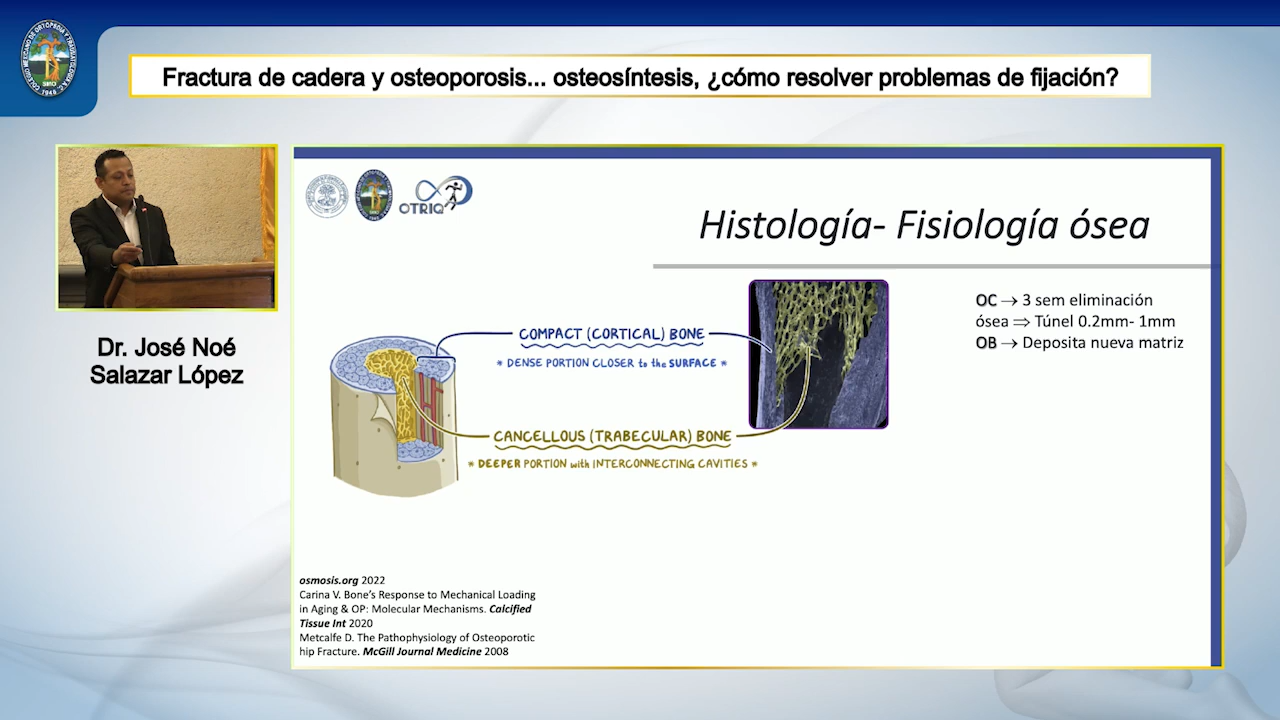 Fractura de cadera y osteoporosis... osteosíntesis, ¿cómo resolver problemas de fijación?
Dr. José Noé
Salazar López
OTRIQ
Histología- Fisiología ósea
COMPACT (CORTICAL) BONE
* DENSE PORTION CLOSER to the SURFACE *
CANCELLOUS (TRABECULAR) BONE
* DEEPER PORTION with INTERCONNECTING CAVITIES *
OC → 3 sem eliminación
ósea ⇒ Túnel 0.2mm- 1mm
OB → Deposita nueva matriz
osmosis.org 2022
Carina V. Bone's Response to Mechanical Loading
in Aging & OP: Molecular Mechanisms. Calcified
Tissue Int 2020
Metcalfe D. The Pathophysiology of Osteoporotic
hip Fracture. McGill Journal Medicine 2008